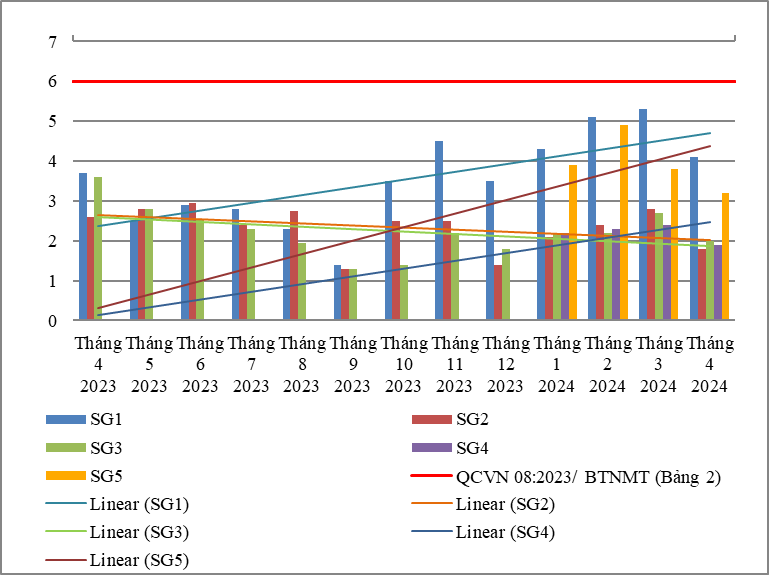 7
6
5
4
3
2
1
0
Tháng Tháng Tháng Tháng Tháng Tháng Tháng Tháng Tháng Tháng Tháng Tháng Tháng
4 5 6 7 8 9 10 11 12 1 2 3 4
2023 2023 2023 2023 2023 2023 2023 2023 2023 2024 2024 2024 2024
SG1 SG2
SG3 SG4
SG5 QCVN 08:2023/ BTNMT (Bảng 2)
Linear (SG1) Linear (SG2)
Linear (SG3) Linear (SG4)
Linear (SG5)